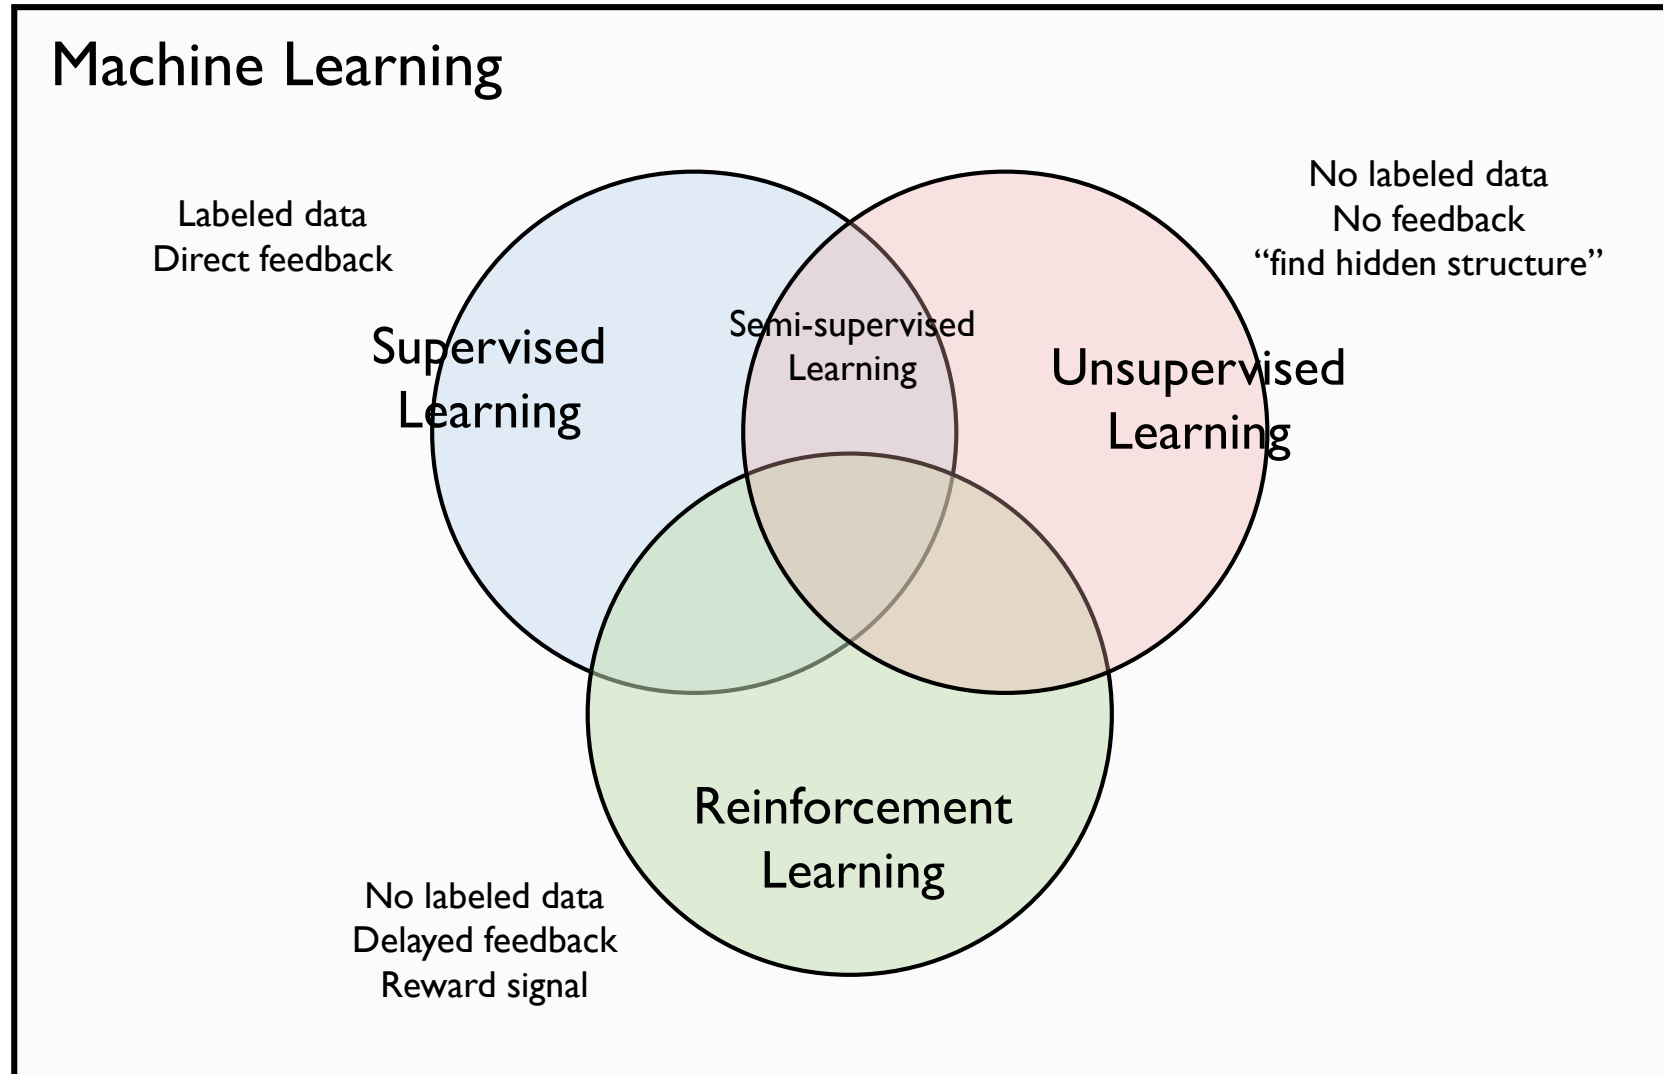 Machine Learning
Labeled data
Direct feedback
No labeled data
No feedback
“find hidden structure”
Supervised
Learning
Semi-supervised
Learning
Unsupervised
Learning
Reinforcement
Learning
No labeled data
Delayed feedback
Reward signal